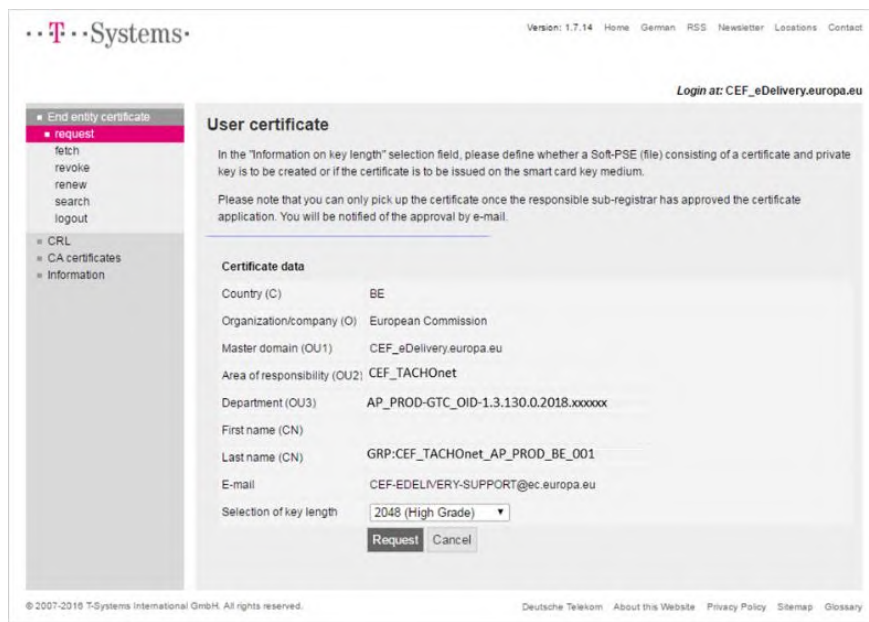 ··T··Systems·
Version: 1.7.14 Home German RSS Newsletter Locations Contact
Login at: CEF_eDelivery.europa.eu
End entity certificate
request
fetch
revoke
renew
search
logout
CRL
CA certificates
Information
User certificate
In the "Information on key length" selection field, please define whether a Soft-PSE (file) consisting of a certificate and private
key is to be created or if the certificate is to be issued on the smart card key medium.
Please note that you can only pick up the certificate once the responsible sub-registrar has approved the certificate
application. You will be notified of the approval by e-mail.
Certificate data
Country (C) BE
Organization/company (O) European Commission
Master domain (OU1) CEF_eDelivery.europa.eu
Area of responsibility (OU2) CEF_TACHOnet
Department (OU3) AP_PROD-GTC_OID-1.3.130.0.2018.xxxxxx
First name (CN)
Last name (CN) GRP:CEF_TACHOnet_AP_PROD_BE_001
E-mail CEF-EDELIVERY-SUPPORT@ec.europa.eu
Selection of key length 2048 (High Grade)
Request Cancel
© 2007-2016 T-Systems International GmbH. All rights reserved.
Deutsche Telekom About this Website Privacy Policy Sitemap Glossary